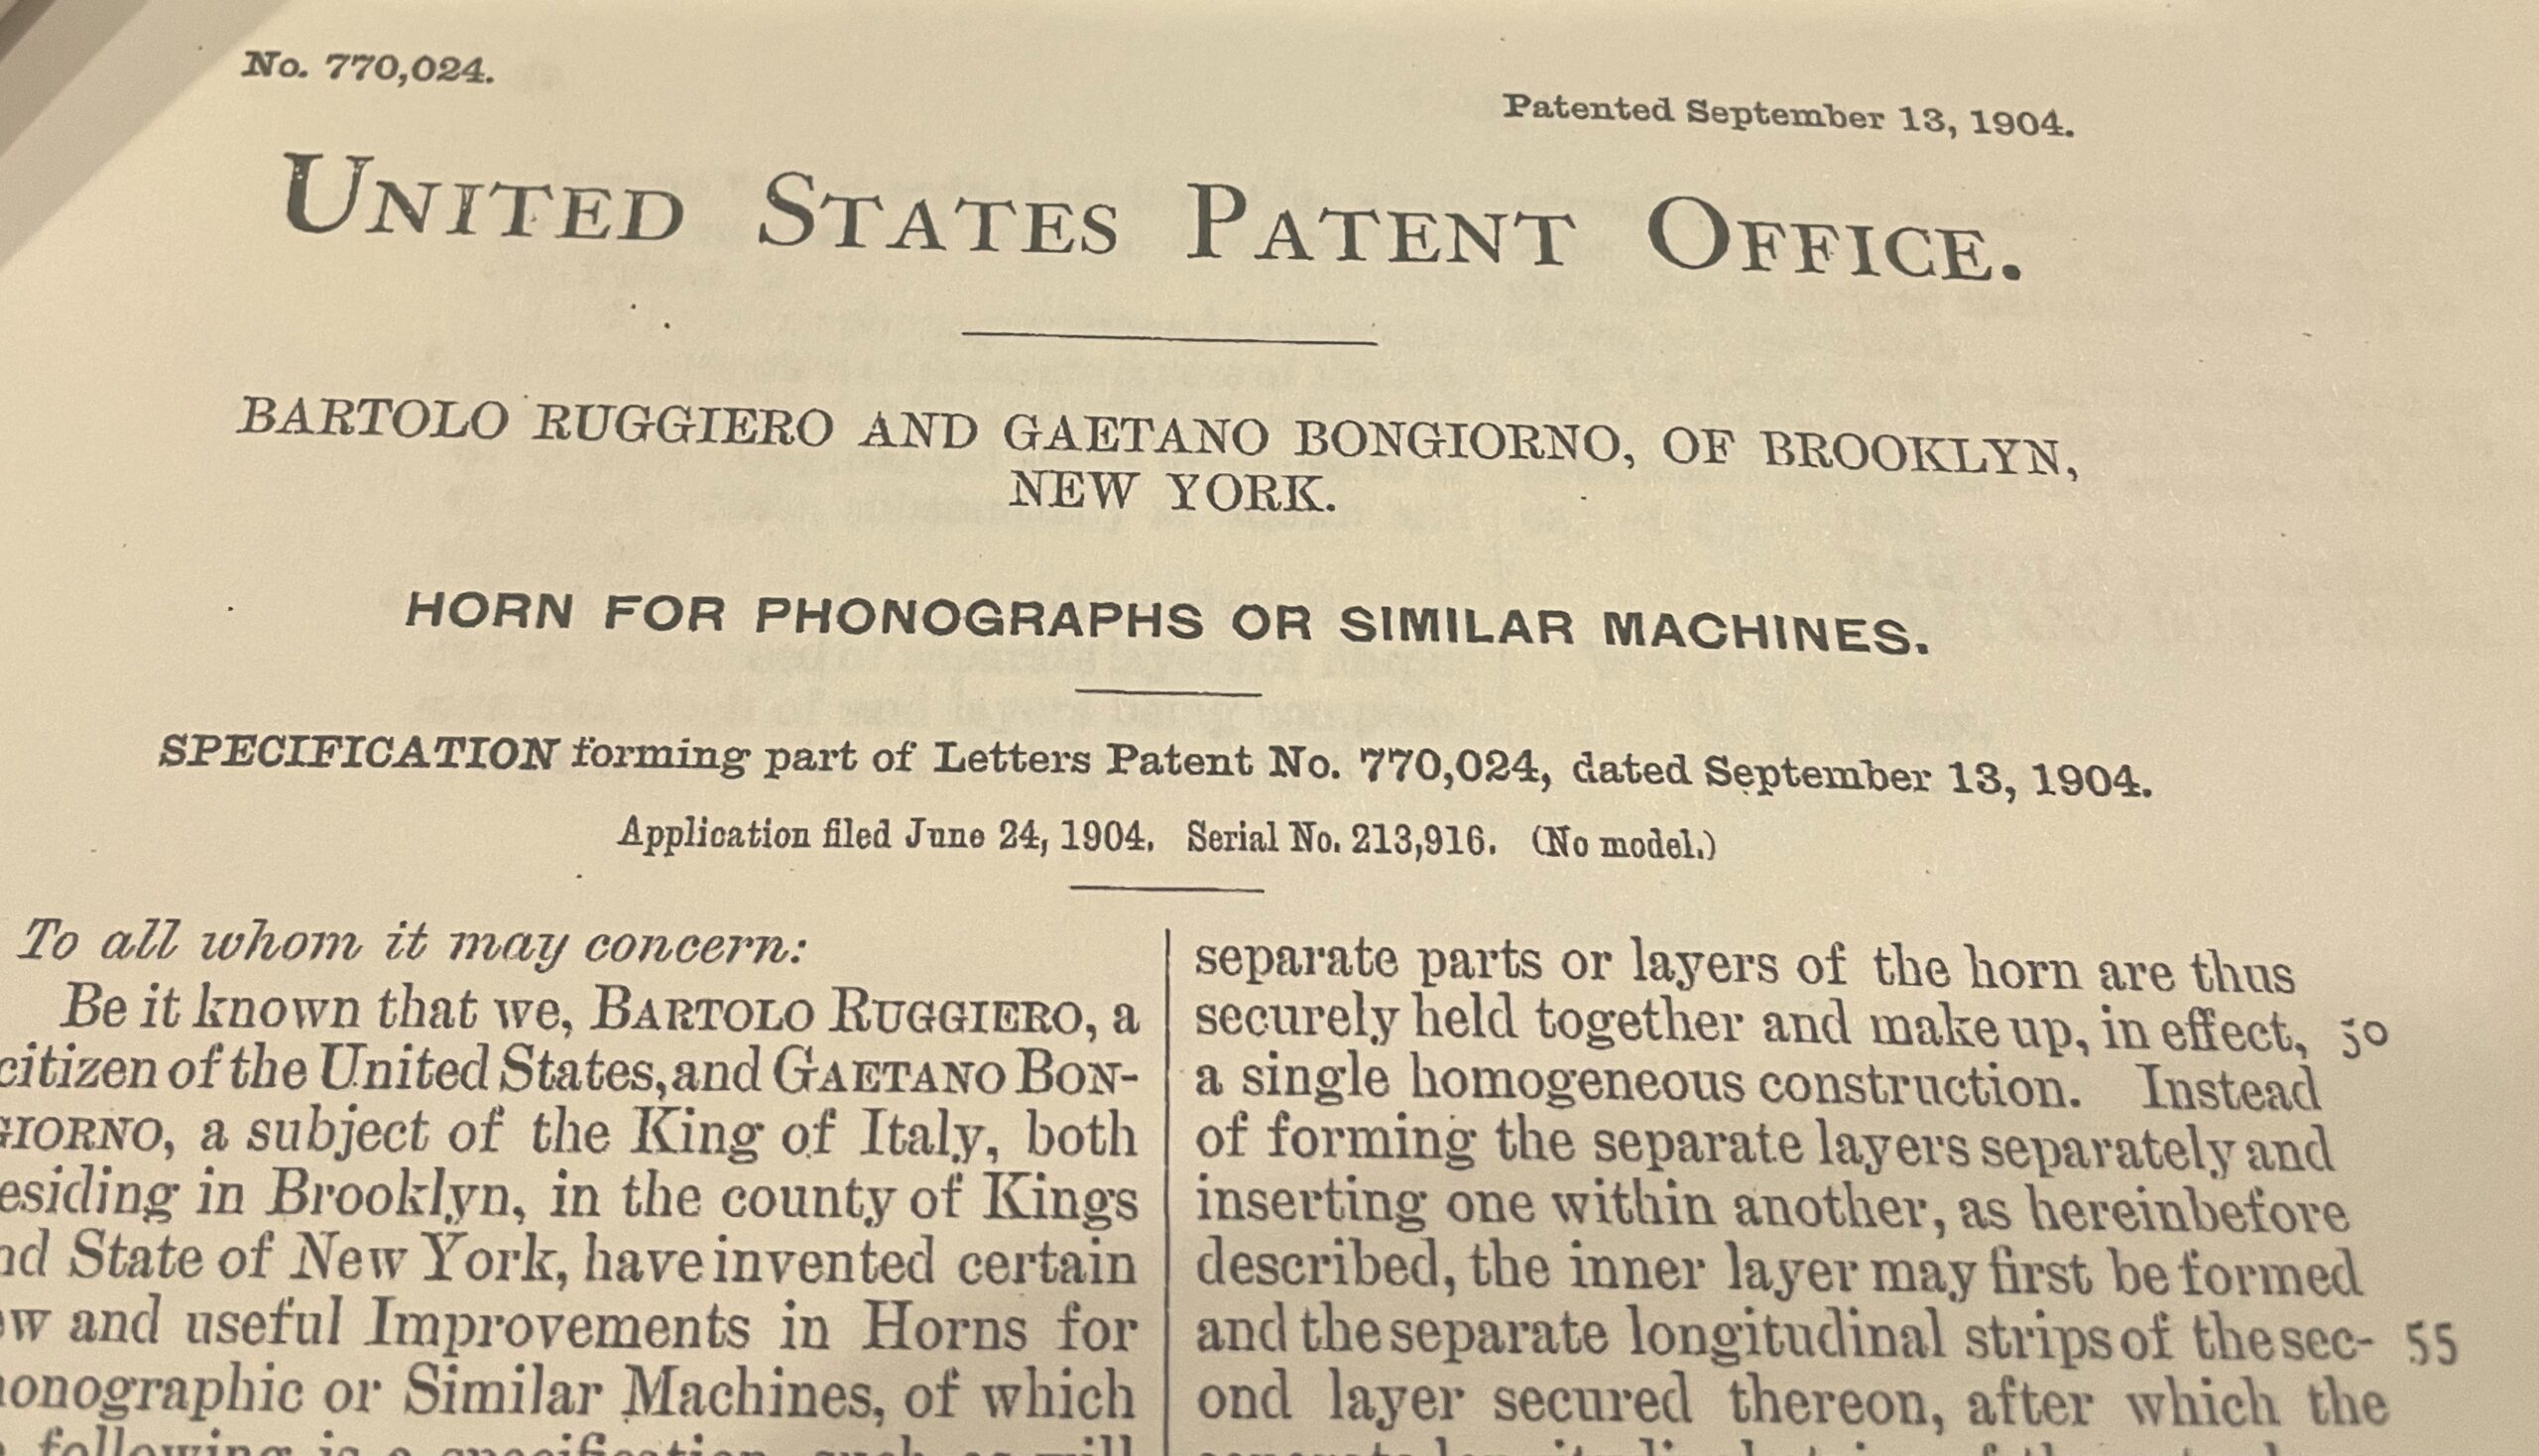 No. 770,024.
Patented September 13, 1904.
UNITED STATES PATENT OFFICE.
BARTOLO RUGGIERO AND GAETANO BONGIORNO, OF BROOKLYN,
NEW YORK.
HORN FOR PHONOGRAPHS OR SIMILAR MACHINES.
SPECIFICATION forming part of Letters Patent No. 770,024, dated September 13, 1904.
Application filed June 24, 1904. Serial No. 213,916. (No model.)
To all whom it may concern:
Be it known that we, BARTOLO RUGGIERO, a
citizen of the United States, and GAETANO BON-
GIORNO, a subject of the King of Italy, both
esiding in Brooklyn, in the county of Kings
nd State of New York, have invented certain
w and useful Improvements in Horns for
onographic or Similar Machines, of which
following is a specification, such as will
separate parts or layers of the horn are thus
securely held together and make up, in effect, 50
a single homogeneous construction. Instead
of forming the separate layers separately and
inserting one within another, as hereinbefore
described, the inner layer may first be formed
and the separate longitudinal strips of the sec- 55
ond layer secured thereon, after which the